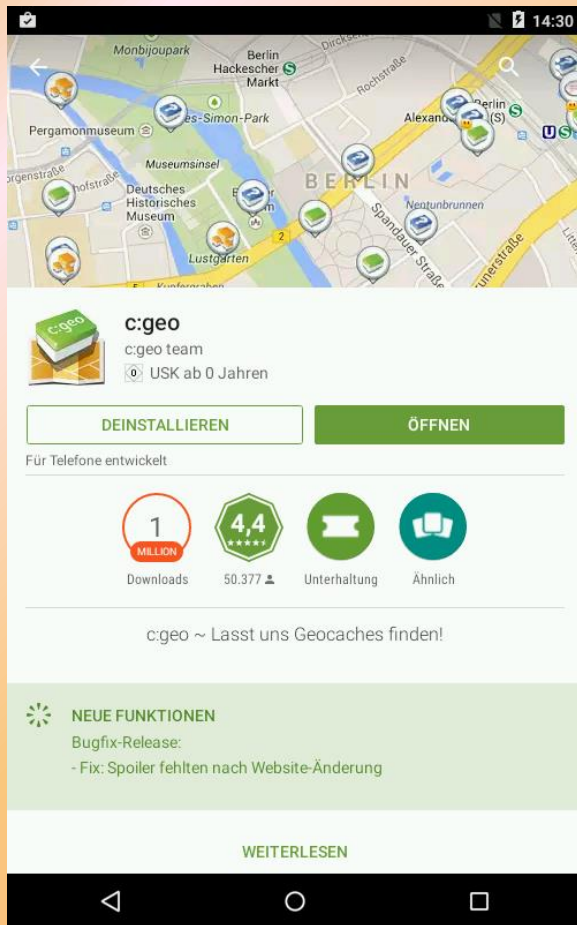 14:30
Monbijoupark
Berlin
Hackescher S
Markt
Dircksen
Rochstraße
es-Simon-Park
Pergamonmuseum
Berlin S
(S)
U S
Museumsinsel
BERLIN
Deutsches
Historisches
Museum
Neptunbrunnen
2
Spandauer Straße
Lustgarten
5 Kupfergraben
c:geo
c:geo
c:geo team
0 USK ab 0 Jahren
DEINSTALLIEREN
ÖFFNEN
Für Telefone entwickelt
1
MILLION
4,4
Downloads
50.377
Unterhaltung
Ähnlich
c:geo ~ Lasst uns Geocaches finden!
NEUE FUNKTIONEN
Bugfix-Release:
- Fix: Spoiler fehlten nach Website-Änderung
WEITERLESEN